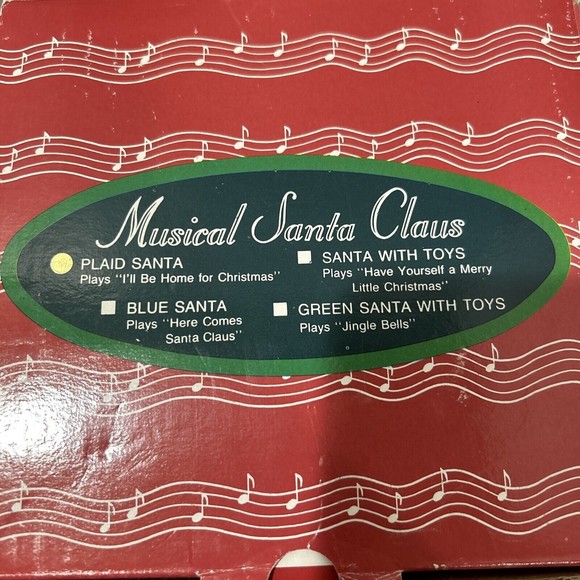 Musical Santa Claus
PLAID SANTA
Plays "I'll Be Home for Christmas"
SANTA WITH TOYS
Plays "Have Yourself a Merry
Little Christmas"
BLUE SANTA
Plays "Here Comes
Santa Claus"
GREEN SANTA WITH TOYS
Plays "Jingle Bells"